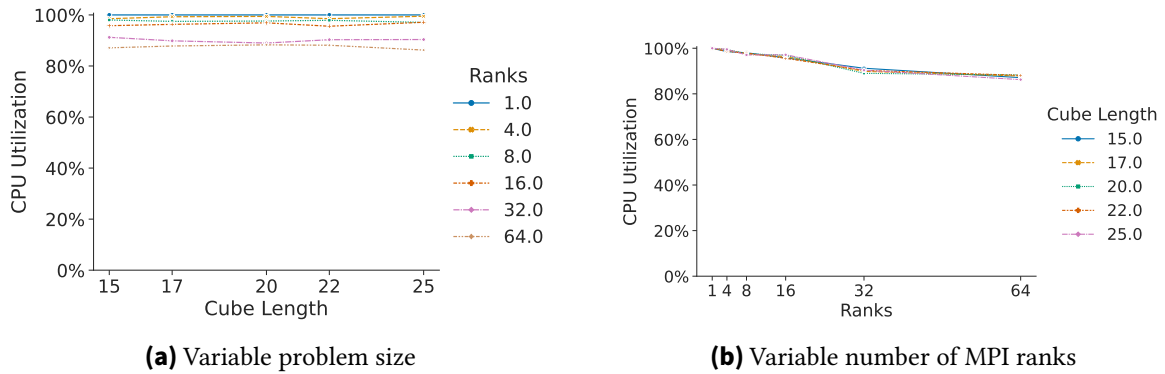 100%
80%
60%
40%
20%
0%
CPU Utilization
15 17 20 22 25
Cube Length
Ranks
1.0
4.0
8.0
16.0
32.0
64.0
(a) Variable problem size
100%
80%
60%
40%
20%
0%
CPU Utilization
1 4 8 16 32 64
Ranks
Cube Length
15.0
17.0
20.0
22.0
25.0
(b) Variable number of MPI ranks